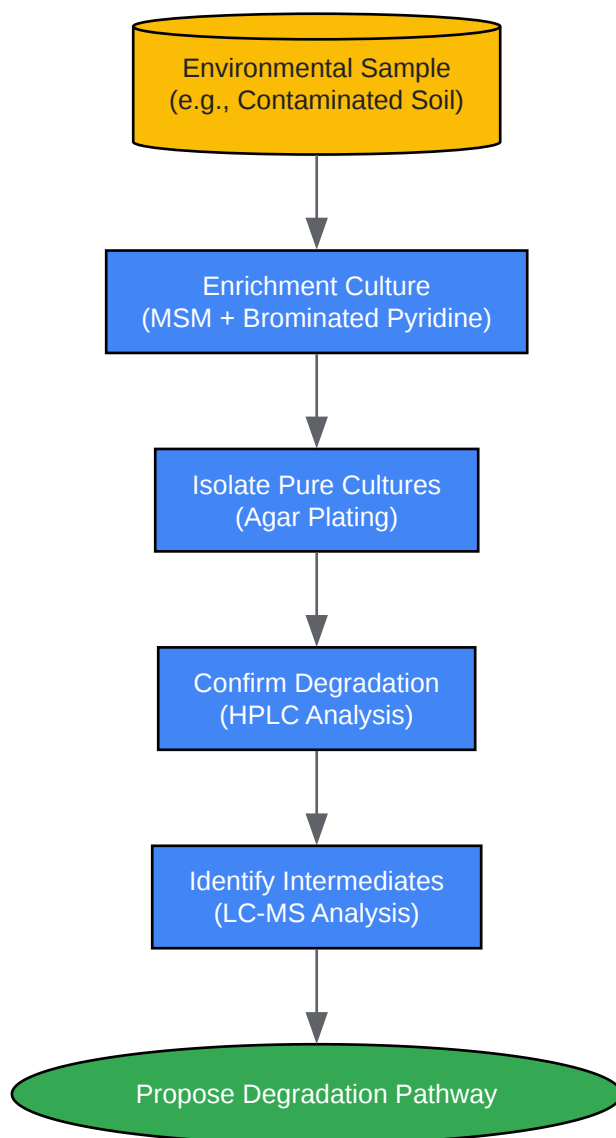 Environmental Sample
(e.g., Contaminated Soil)
Enrichment Culture
(MSM + Brominated Pyridine)
Isolate Pure Cultures
(Agar Plating)
Confirm Degradation
(HPLC Analysis)
Identify Intermediates
(LC-MS Analysis)
Propose Degradation Pathway